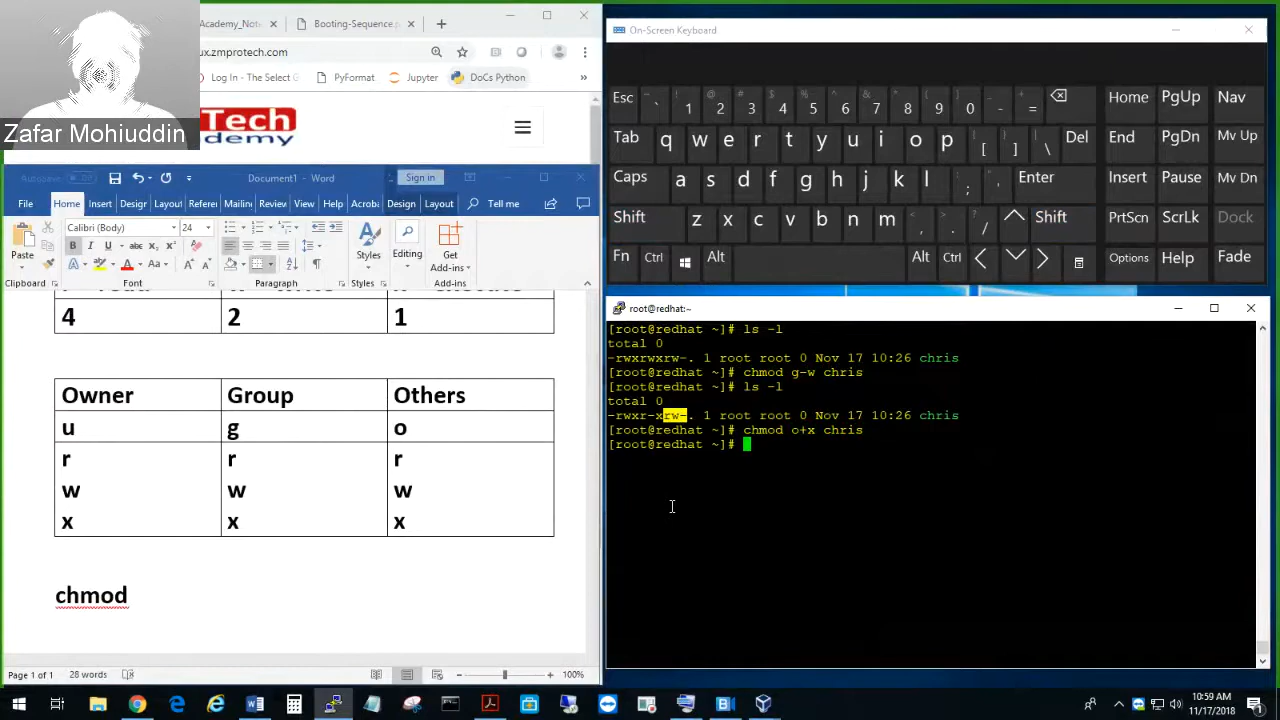 Academy_Not
Booting-Sequence.p
ux.zmprotech.com
Log In - The Select G
PyFormat
Jupyter
DoCs Python
»
Tech
demy
Zafar Mohiuddin
Autosave
Document1 - Word
Sign in
File Home Insert Design Layout Referen Mailing Review View Help Acroba Design Layout Tell me
Calibri (Body) 24
Paste
Styles
Editing
Get
Add-ins
Clipboard
Font
Paragraph
Styles
Add-ins
4 2 1
Owner Group Others
u g o
r r r
w w w
x x x
chmod
Page 1 of 1 28 words 100%
On-Screen Keyboard
Esc ~ ` ! 1 @ 2 # 3 $ 4 % 5 ^ 6 & 7 * 8 ( 9 ) 0 _ - + = Home PgUp Nav
Tab q w e r t y u i o p { [ } ] | \ Del End PgDn Mv Up
Caps a s d f g h j k l : ; " ' Enter Insert Pause Mv Dn
Shift z x c v b n m < , > . ? / Shift PrtScn ScrLk Dock
Fn Ctrl Alt Alt Ctrl Options Help Fade
root@redhat:~
[root@redhat ~]# ls -l
total 0
-rwxrwxrw-. 1 root root 0 Nov 17 10:26 chris
[root@redhat ~]# chmod g-w chris
[root@redhat ~]# ls -l
total 0
-rwxr-xrw-. 1 root root 0 Nov 17 10:26 chris
[root@redhat ~]# chmod o+x chris
[root@redhat ~]#
10:59 AM
11/17/2018